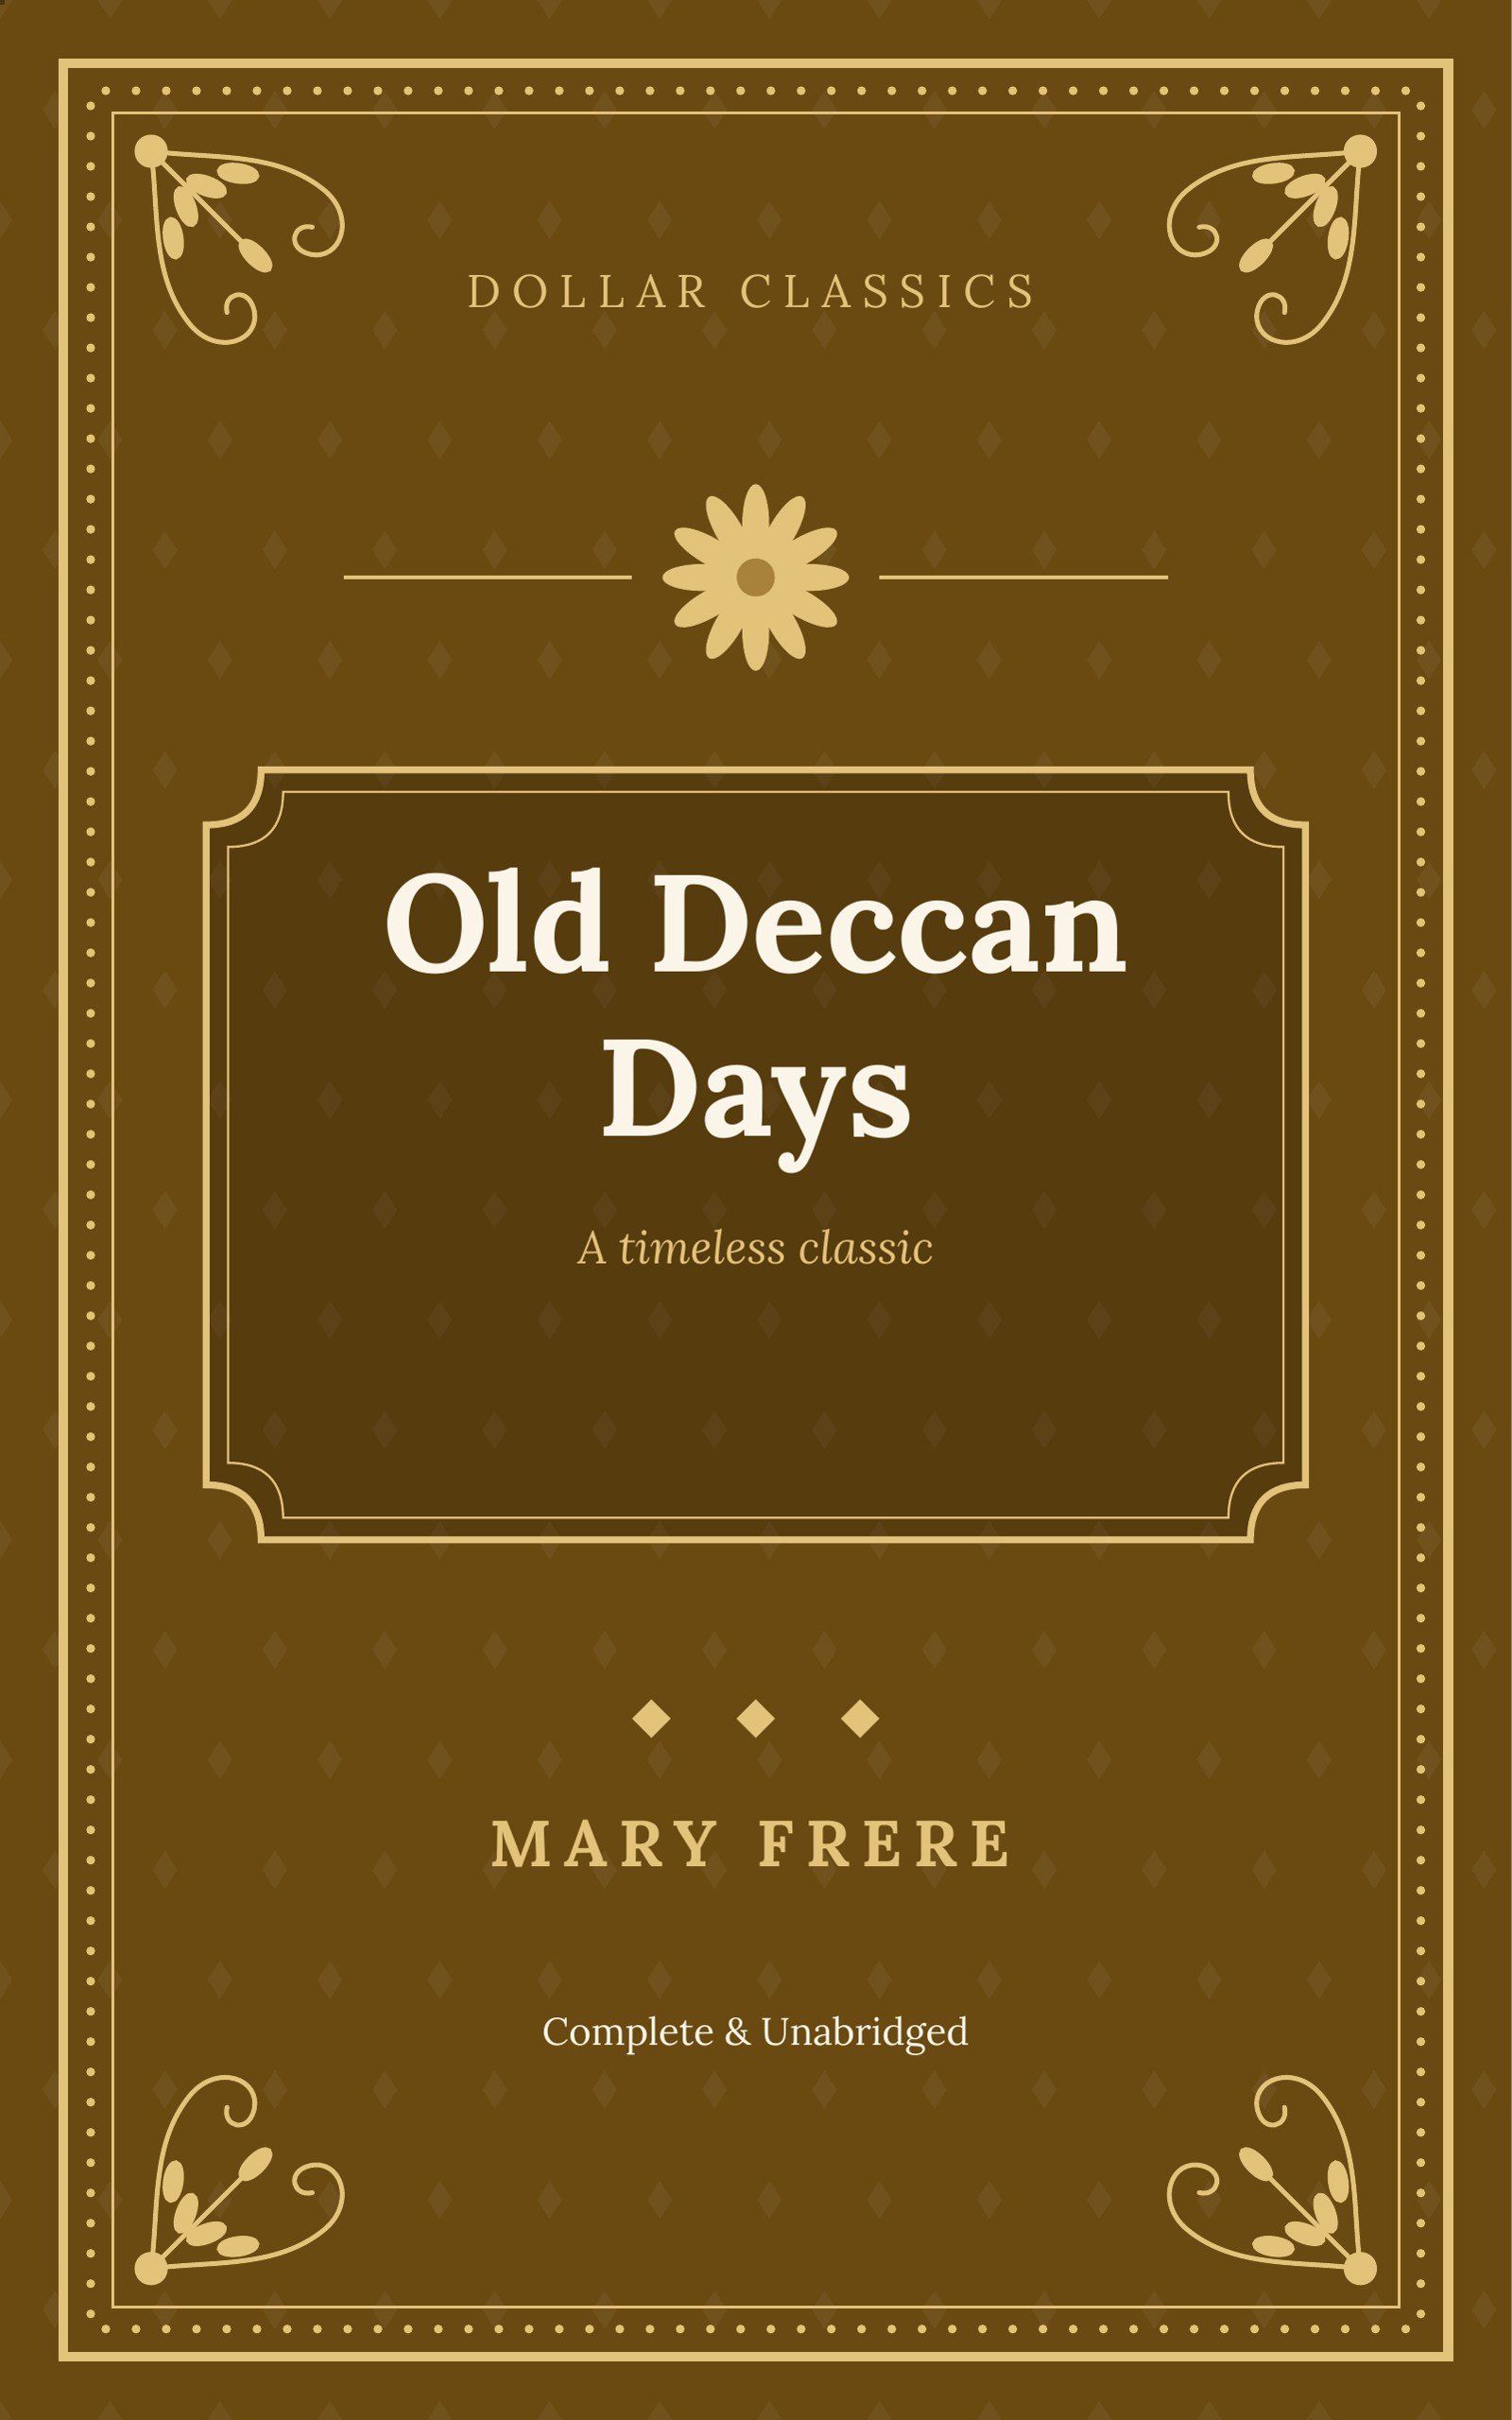 DOLLAR CLASSICS
Old Deccan
Days
A timeless classic
MARY FRERE
Complete & Unabridged